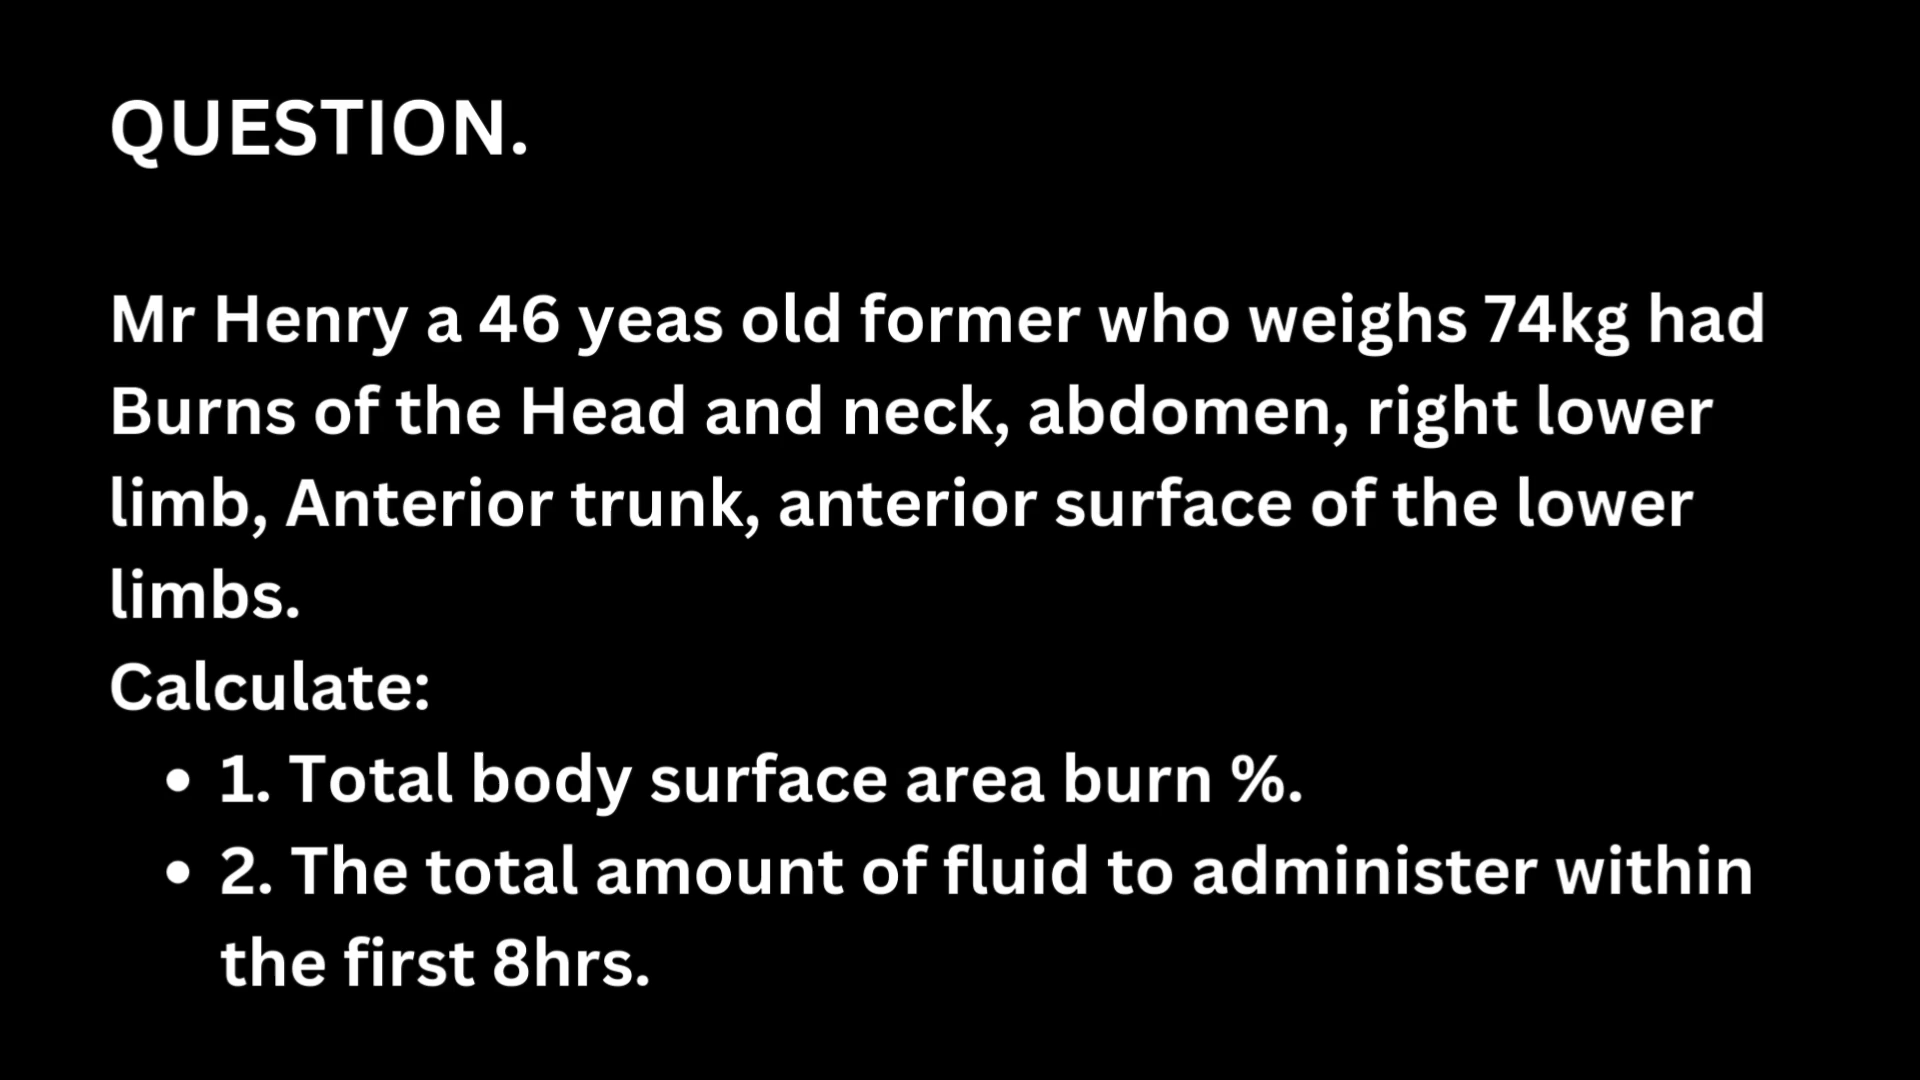 QUESTION.
Mr Henry a 46 yeas old former who weighs 74kg had
Burns of the Head and neck, abdomen, right lower
limb, Anterior trunk, anterior surface of the lower
limbs.
Calculate:
• 1. Total body surface area burn %.
• 2. The total amount of fluid to administer within
the first 8hrs.